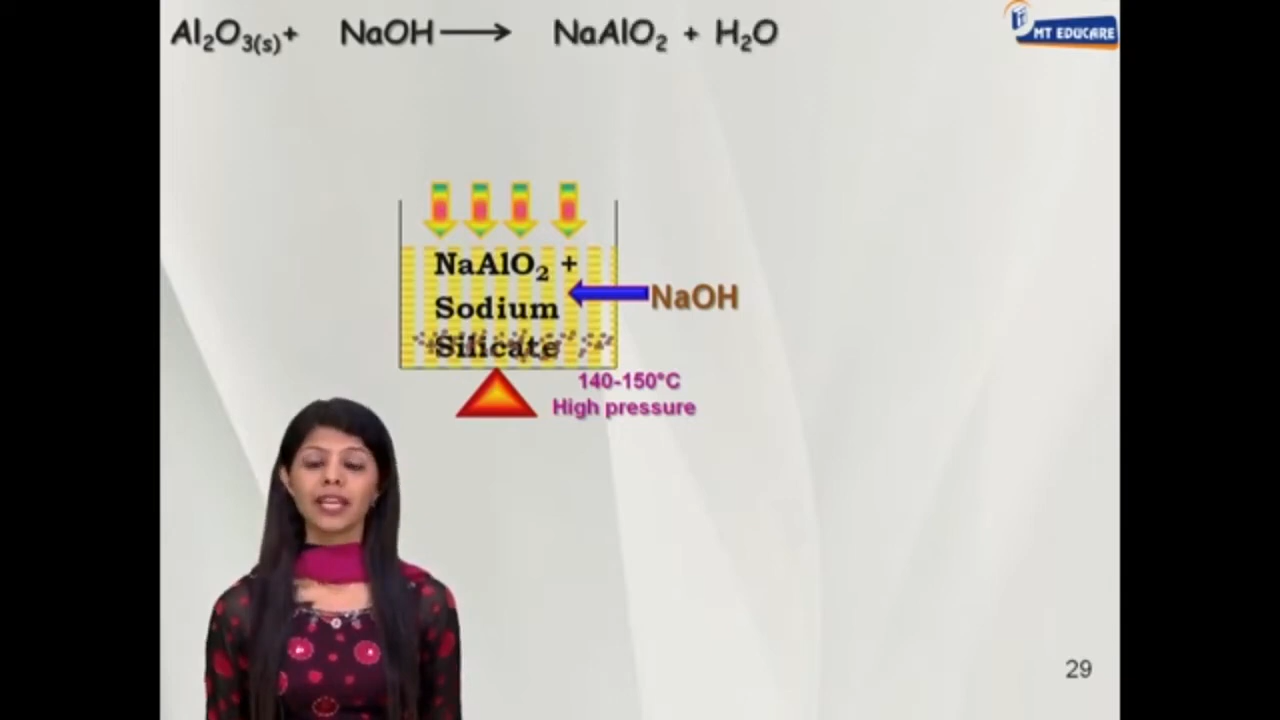 Al₂O₃(s)+ NaOH → NaAlO₂ + H₂O
MT EDUCARE
NaAlO₂ +
Sodium
Silicate
NaOH
140-150°C
High pressure
29